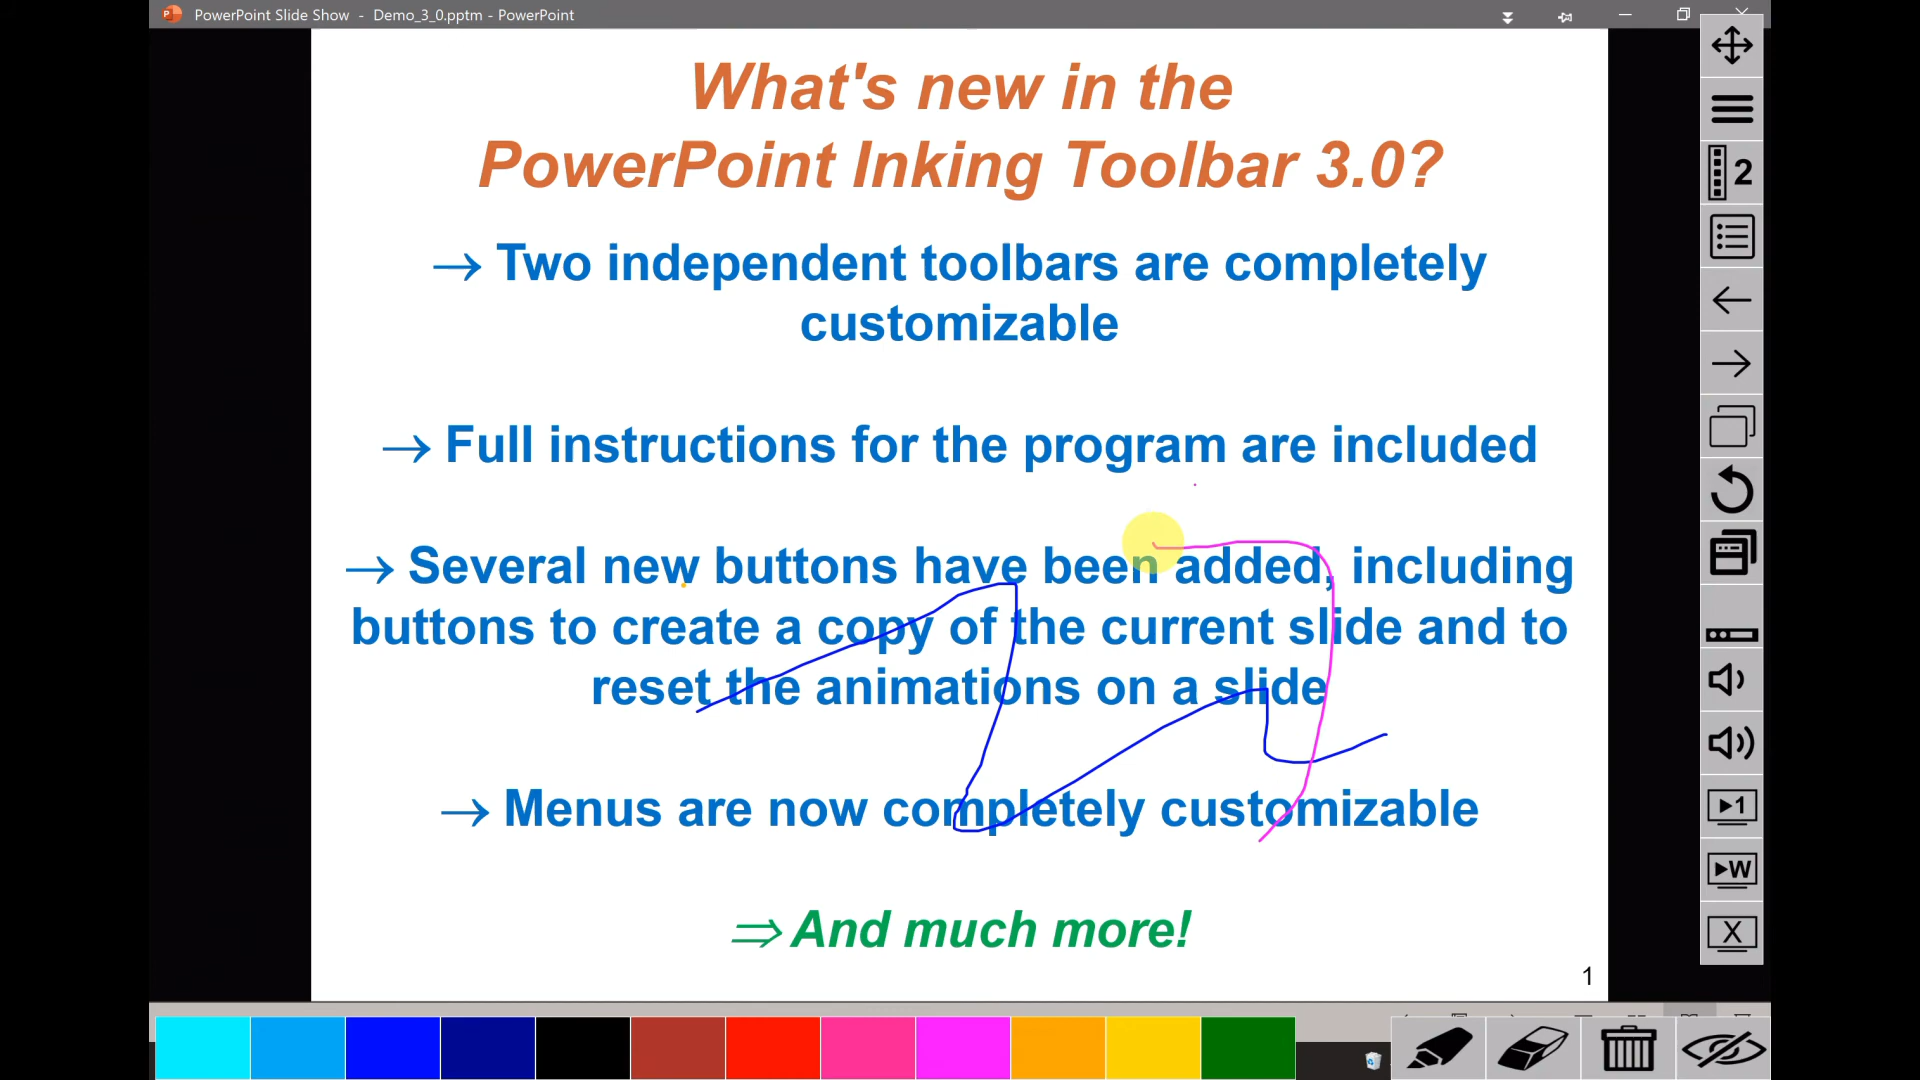 PowerPoint Slide Show - Demo_3_0.pptm - PowerPoint
What's new in the
PowerPoint Inking Toolbar 3.0?
→ Two independent toolbars are completely
customizable
→ Full instructions for the program are included
→ Several new buttons have been added, including
buttons to create a copy of the current slide and to
reset the animations on a slide
→ Menus are now completely customizable
⇒ And much more!
1
2
1
W
X